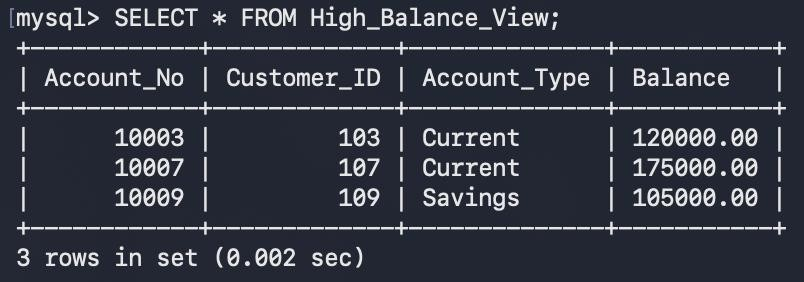 [mysql> SELECT * FROM High_Balance_View;
+------------+-------------+--------------+-----------+
| Account_No | Customer_ID | Account_Type | Balance   |
+------------+-------------+--------------+-----------+
|      10003 |         103 | Current      | 120000.00 |
|      10007 |         107 | Current      | 175000.00 |
|      10009 |         109 | Savings      | 105000.00 |
+------------+-------------+--------------+-----------+
3 rows in set (0.002 sec)